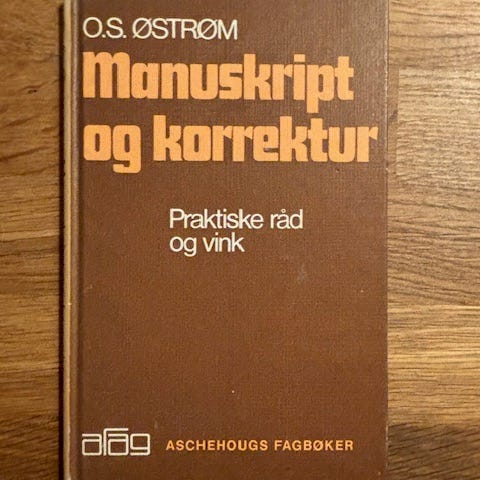 O.S. ØSTRØM
Manuskript
og korrektur
Praktiske råd
og vink
afag ASCHEHOUGS FAGBØKER